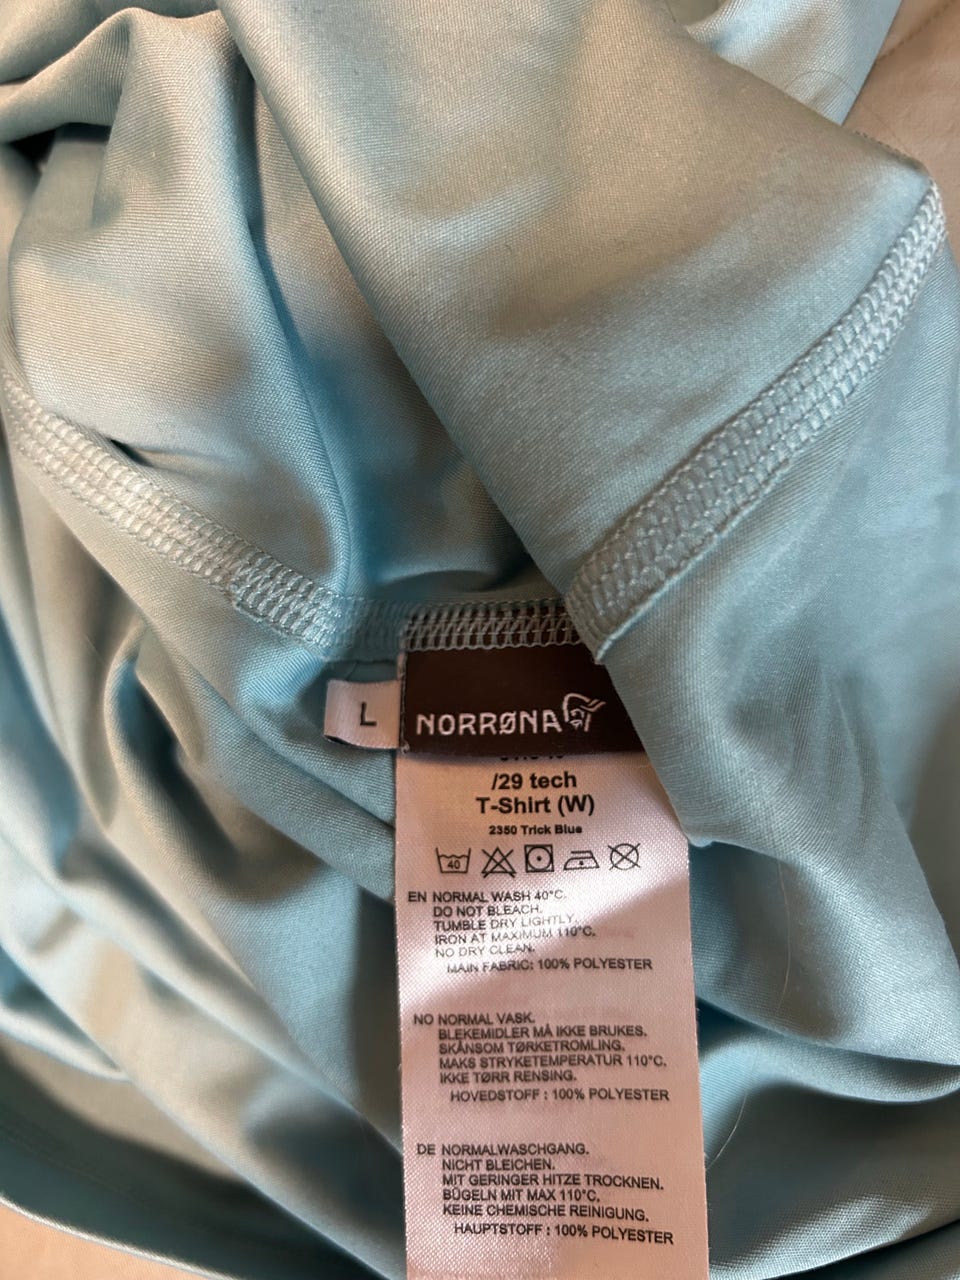 L
NORRØNA
/29 tech
T-Shirt (W)
2350 Trick Blue
40
EN NORMAL WASH 40°C.
DO NOT BLEACH.
TUMBLE DRY LIGHTLY.
IRON AT MAXIMUM 110°C.
NO DRY CLEAN.
MAIN FABRIC: 100% POLYESTER
NO NORMAL VASK.
BLEKEMIDLER MÅ IKKE BRUKES.
SKÅNSOM TØRKETROMLING.
MAKS STRYKETEMPERATUR 110°C.
IKKE TØRR RENSING.
HOVEDSTOFF : 100% POLYESTER
DE NORMALWASCHGANG.
NICHT BLEICHEN.
MIT GERINGER HITZE TROCKNEN.
BÜGELN MIT MAX 110°C.
KEINE CHEMISCHE REINIGUNG.
HAUPTSTOFF : 100% POLYESTER